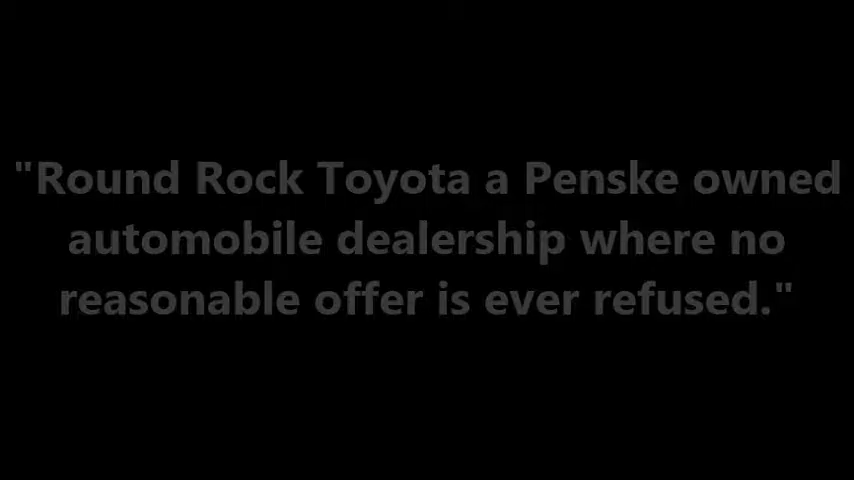 "Round Rock Toyota a Penske owned
automobile dealership where no
reasonable offer is ever refused."